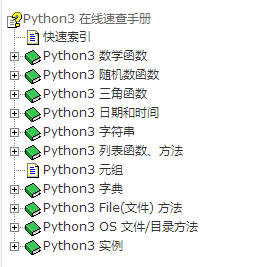 Python3 在线速查手册
快速索引
Python3 数学函数
Python3 随机数函数
Python3 三角函数
Python3 日期和时间
Python3 字符串
Python3 列表函数、方法
Python3 元组
Python3 字典
Python3 File(文件) 方法
Python3 OS 文件/目录方法
Python3 实例